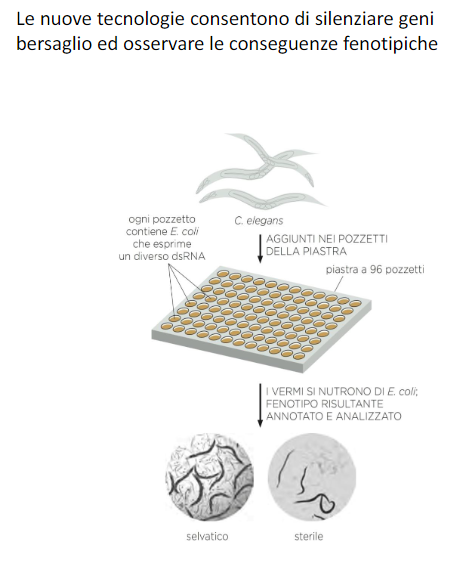 Le nuove tecnologie consentono di silenziare geni
bersaglio ed osservare le conseguenze fenotipiche
C. elegans
ogni pozzetto
contiene E. coli
che esprime
un diverso dsRNA
AGGIUNTI NEI POZZETTI
DELLA PIASTRA
piastra a 96 pozzetti
I VERMI SI NUTRONO DI E. coli;
FENOTIPO RISULTANTE
ANNOTATO E ANALIZZATO
selvatico
sterile